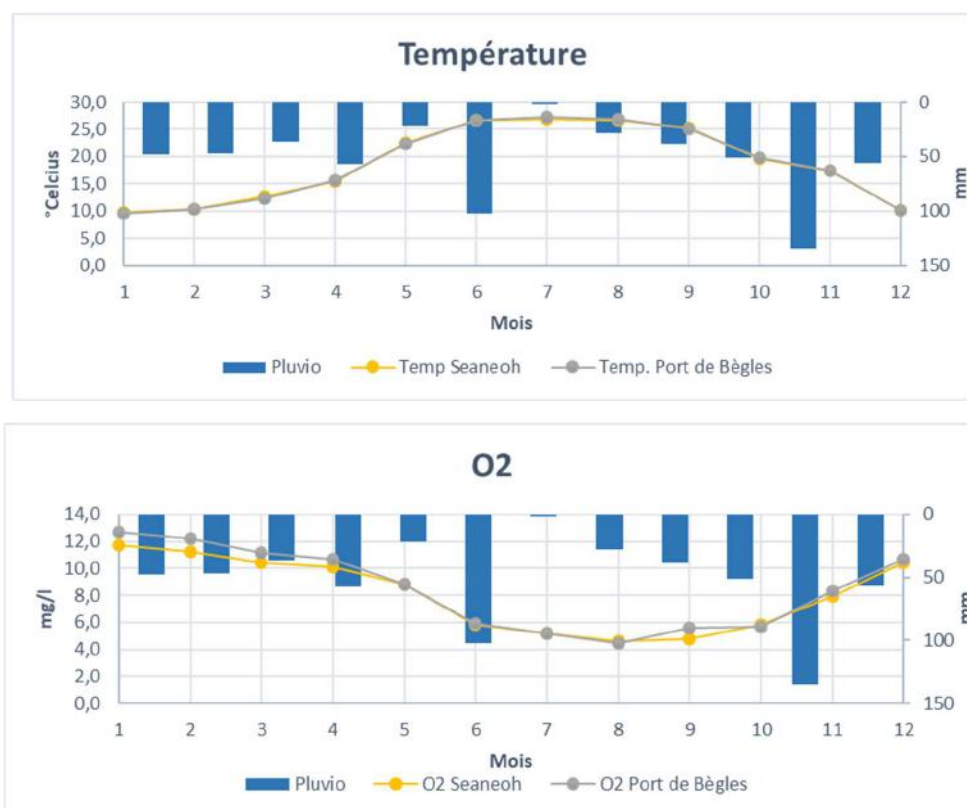 Température
30,0
25,0
20,0
15,0
10,0
5,0
0,0
°Celcius
0
50
100
150
mm
1 2 3 4 5 6 7 8 9 10 11 12
Mois
Pluvio Temp Seaneoh Temp. Port de Bègles
O2
14,0
12,0
10,0
8,0
6,0
4,0
2,0
0,0
mg/l
0
50
100
150
mm
1 2 3 4 5 6 7 8 9 10 11 12
Mois
Pluvio O2 Seaneoh O2 Port de Bègles